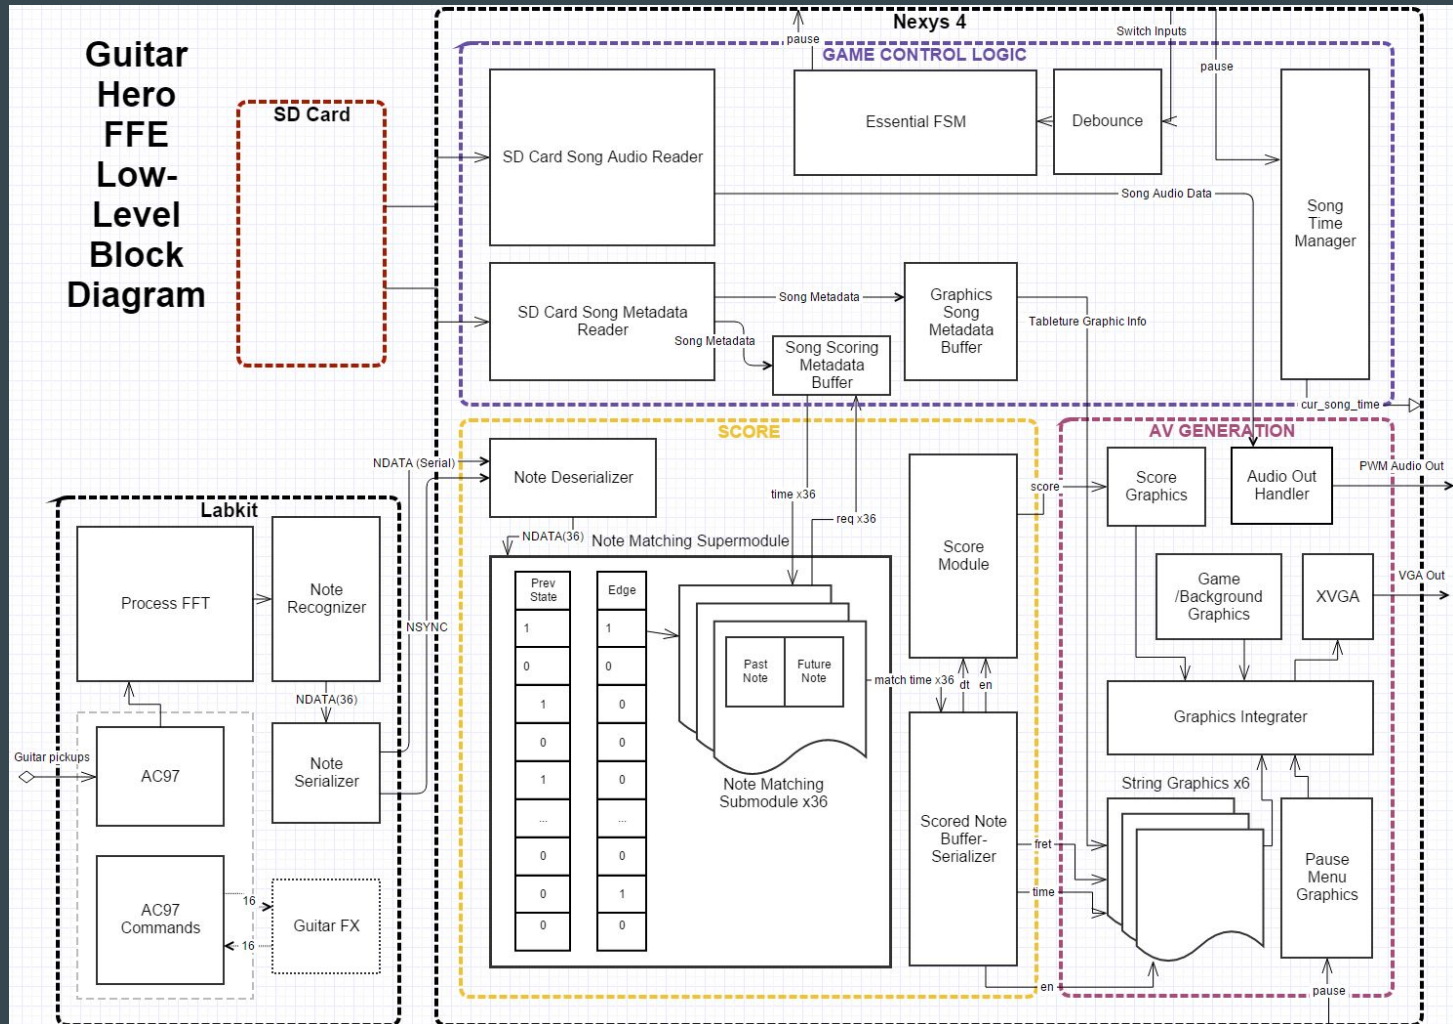 Guitar
Hero
FFE
Low-
Level
Block
Diagram
SD Card
Nexys 4
pause
Switch Inputs
pause
GAME CONTROL LOGIC
SD Card Song Audio Reader
Essential FSM
Debounce
Song
Time
Manager
Song Audio Data
SD Card Song Metadata
Reader
Song Metadata
Song Metadata
Song Scoring
Metadata
Buffer
Graphics
Song
Metadata
Buffer
Tableture Graphic Info
cur_song_time
SCORE
NDATA (Serial)
Note Deserializer
NDATA(36)
Note Matching Supermodule
time x36
req x36
Prev
State
1
0
1
0
1
...
0
0
0
Edge
1
0
0
0
0
...
0
1
0
Past
Note
Future
Note
Note Matching
Submodule x36
match time x36
dt
en
Score
Module
score
Scored Note
Buffer-
Serializer
fret
time
en
AV GENERATION
Score
Graphics
Audio Out
Handler
PWM Audio Out
Game
/Background
Graphics
XVGA
VGA Out
Graphics Integrater
String Graphics x6
Pause
Menu
Graphics
pause
Labkit
Process FFT
Note
Recognizer
NSYNC
NDATA(36)
Note
Serializer
Guitar pickups
AC97
AC97
Commands
16
16
Guitar FX